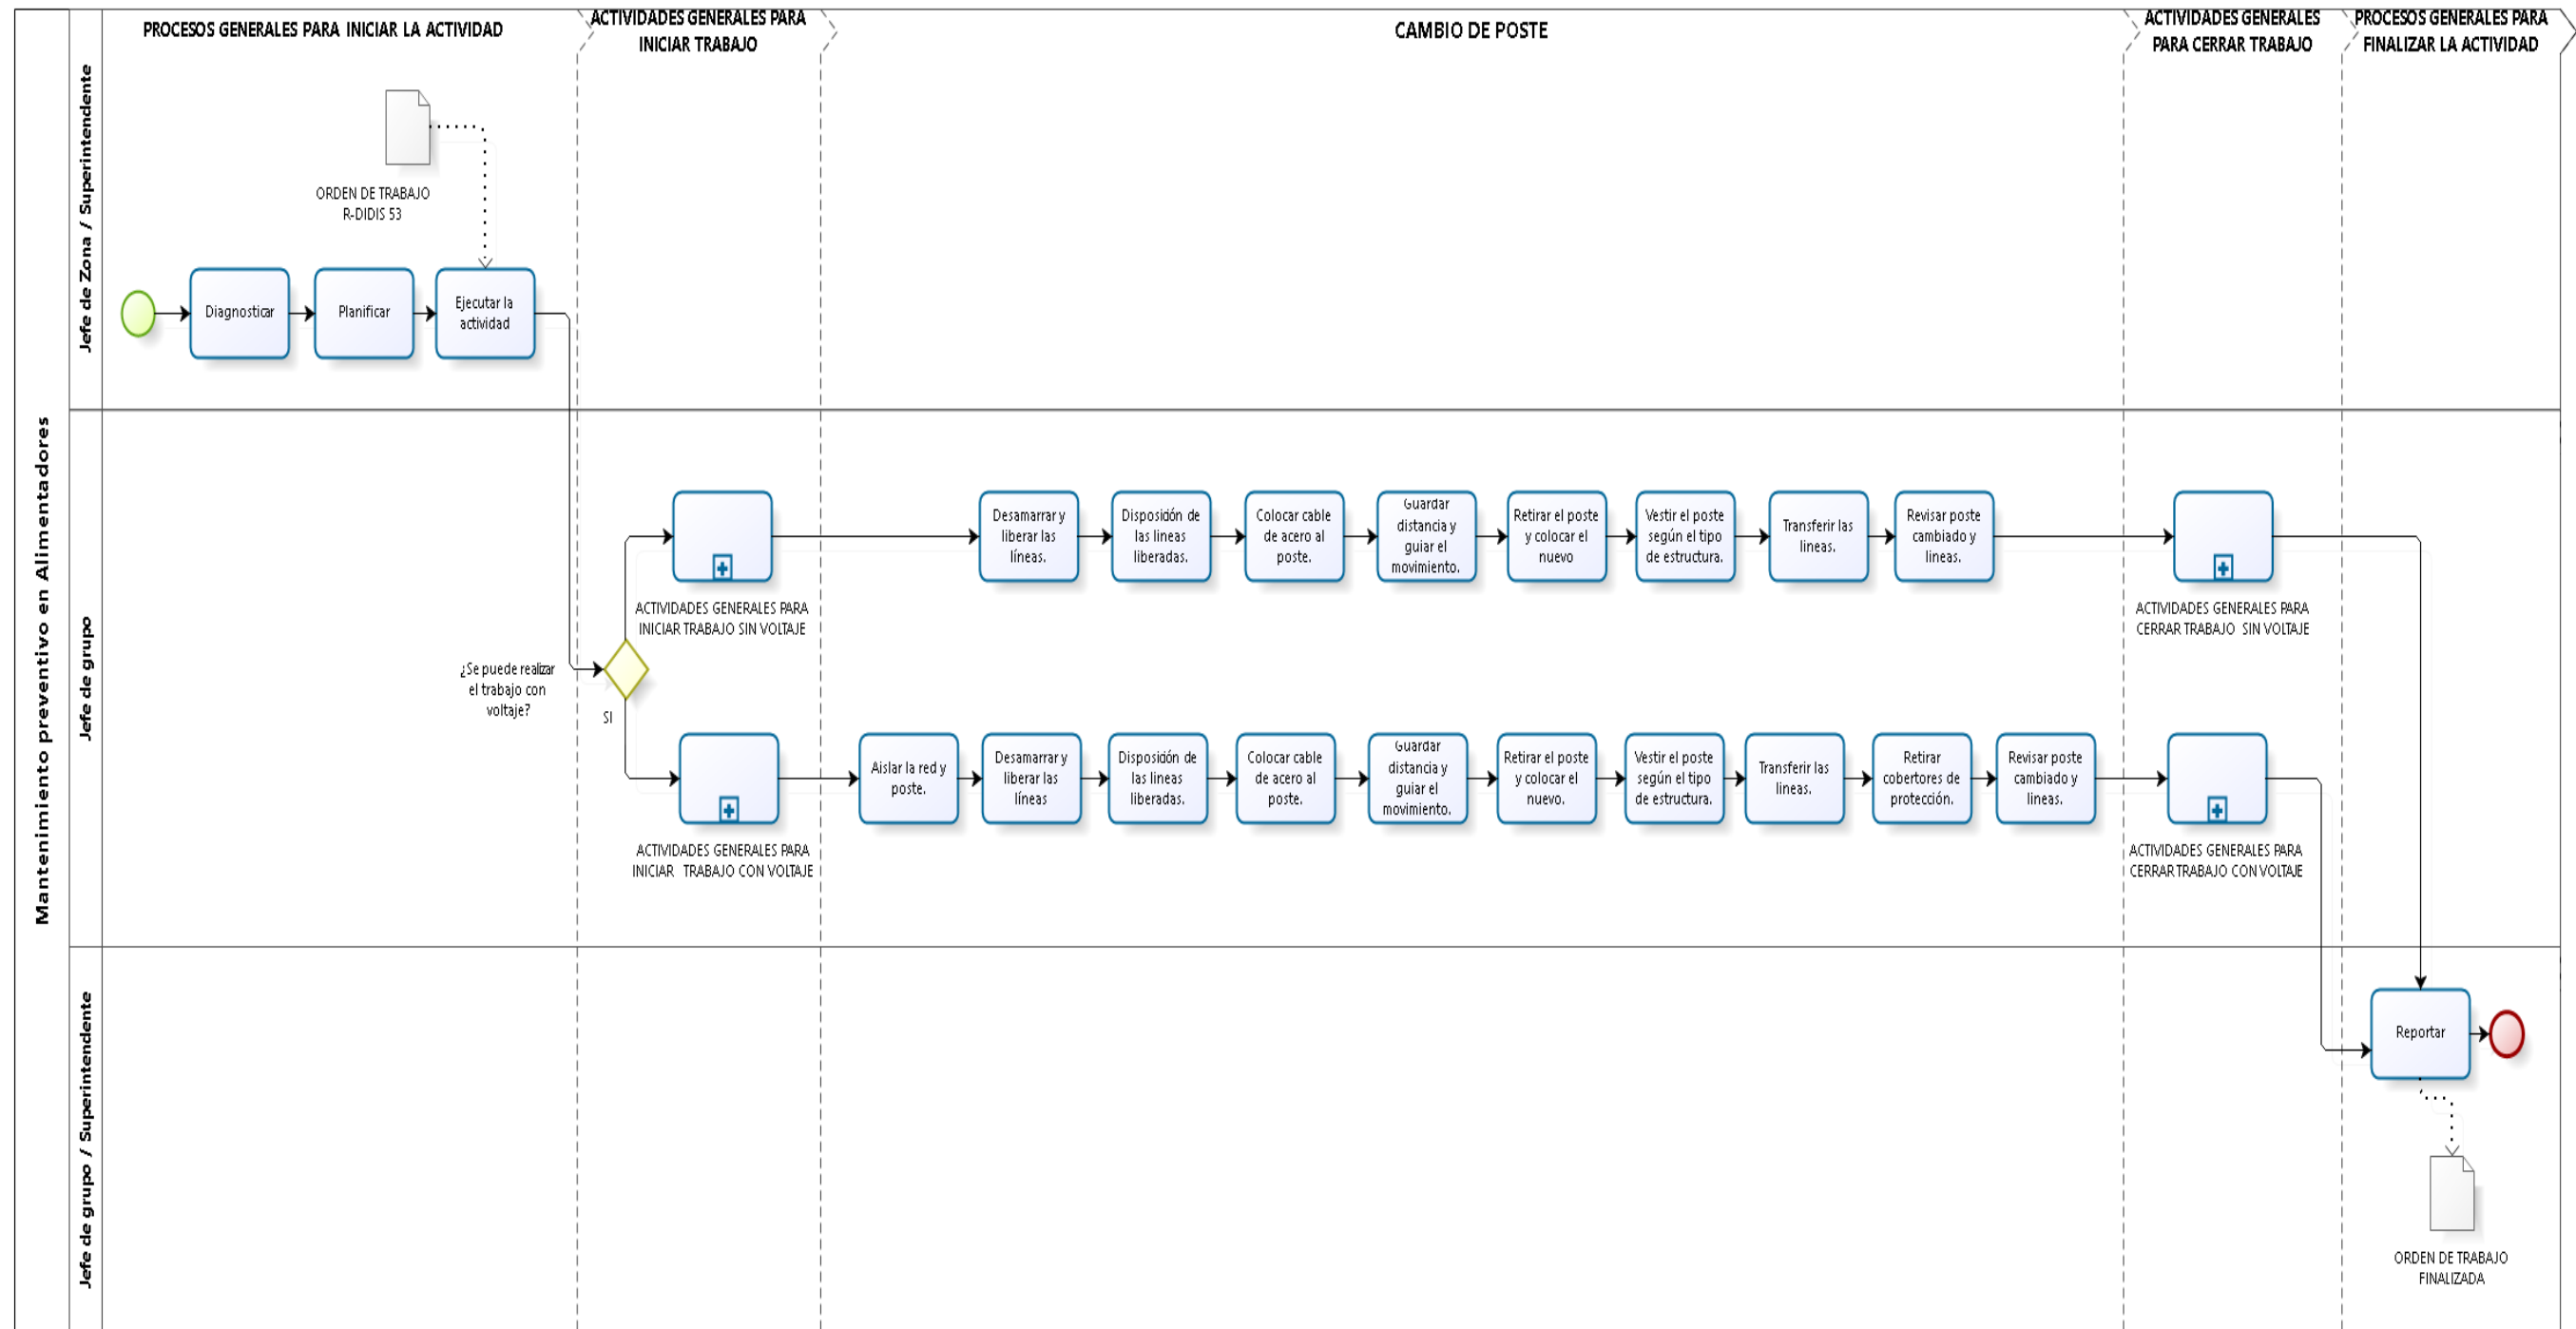 PROCESOS GENERALES PARA INICIAR LA ACTIVIDAD
ACTIVIDADES GENERALES PARA
INICIAR TRABAJO
CAMBIO DE POSTE
ACTIVIDADES GENERALES
PARA CERRAR TRABAJO
PROCESOS GENERALES PARA
FINALIZAR LA ACTIVIDAD
Mantenimiento preventivo en Alimentadores
Jefe de Zona / Superintendente
ORDEN DE TRABAJO
R-DIDIS 53
Diagnosticar
Planificar
Ejecutar la
actividad
Jefe de grupo
¿Se puede realizar
el trabajo con
voltaje?
SI
ACTIVIDADES GENERALES PARA
INICIAR TRABAJO SIN VOLTAJE
Desamarrar y
liberar las
líneas.
Disposición de
las lineas
liberadas.
Colocar cable
de acero al
poste.
Guardar
distancia y
guiar el
movimiento.
Retirar el poste
y colocar el
nuevo
Vestir el poste
según el tipo
de estructura.
Transferir las
lineas.
Revisar poste
cambiado y
lineas.
ACTIVIDADES GENERALES PARA
CERRAR TRABAJO SIN VOLTAJE
ACTIVIDADES GENERALES PARA
INICIAR TRABAJO CON VOLTAJE
Aislar la red y
poste.
Desamarrar y
liberar las
líneas
Disposición de
las lineas
liberadas.
Colocar cable
de acero al
poste.
Guardar
distancia y
guiar el
movimiento.
Retirar el poste
y colocar el
nuevo.
Vestir el poste
según el tipo
de estructura.
Transferir las
lineas.
Retirar
cobertores de
protección.
Revisar poste
cambiado y
lineas.
ACTIVIDADES GENERALES PARA
CERRAR TRABAJO CON VOLTAJE
Jefe de grupo / Superintendente
Reportar
ORDEN DE TRABAJO
FINALIZADA